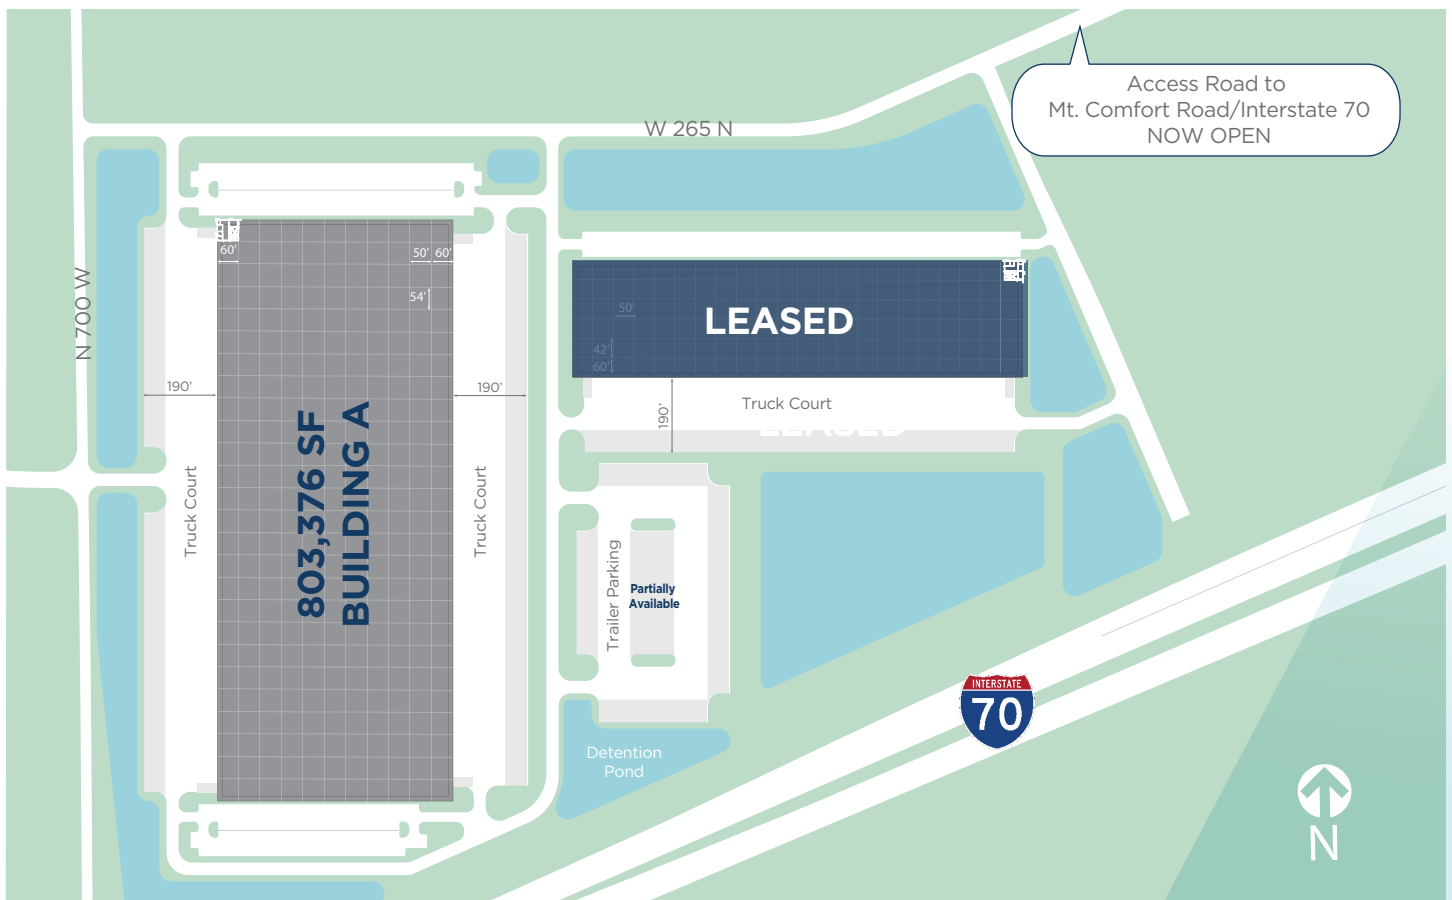 Access Road to
Mt. Comfort Road/Interstate 70
NOW OPEN
W 265 N
N 700 W
60'
50'
60'
54'
190'
190'
803,376 SF
BUILDING A
Truck Court
Truck Court
LEASED
50'
42'
60'
190'
Truck Court
LEASED
Trailer Parking
Partially
Available
Detention
Pond
INTERSTATE
70
N